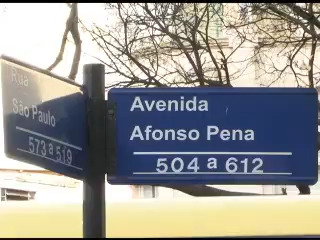 Rua
São Paulo
573 a 519
Avenida
Afonso Pena
504 a 612